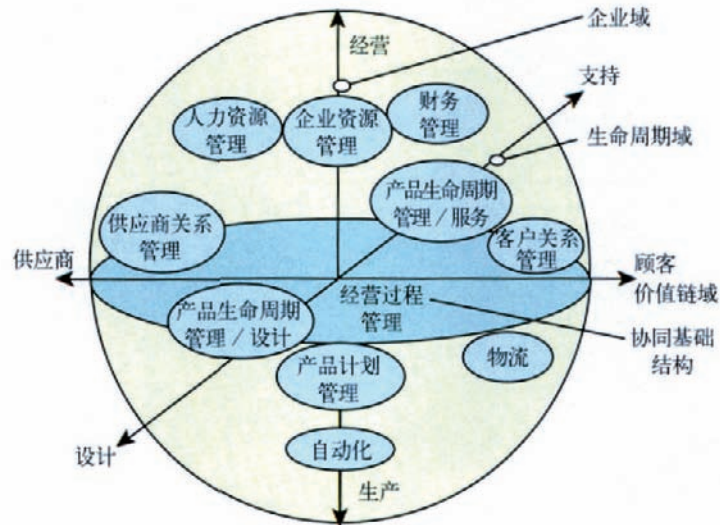 企业域
经营
支持
财务
管理
人力资源
管理
企业资源
管理
生命周期域
产品生命周期
管理/服务
供应商关系
管理
客户关系
管理
供应商
顾客
价值链域
经营过程
管理
产品生命周期
管理/设计
协同基础
结构
物流
产品计划
管理
自动化
设计
生产